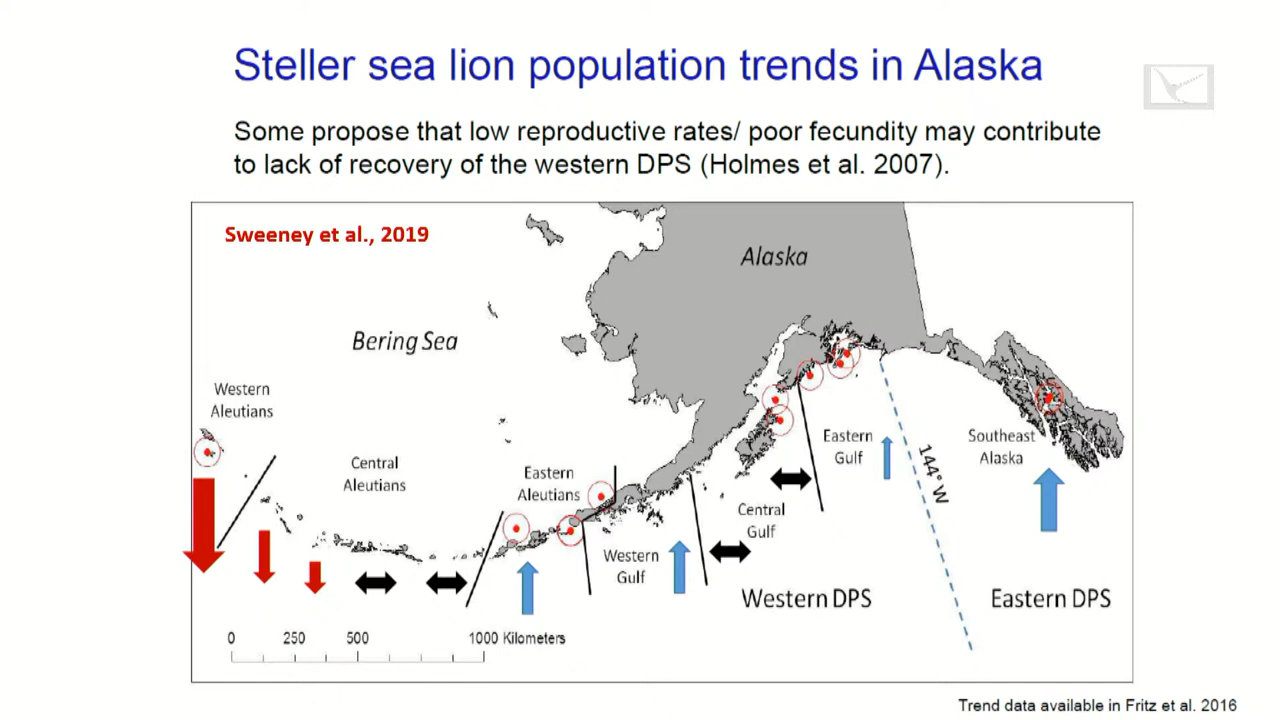 Steller sea lion population trends in Alaska
Some propose that low reproductive rates/ poor fecundity may contribute
to lack of recovery of the western DPS (Holmes et al. 2007).
Sweeney et al., 2019
Alaska
Bering Sea
Western
Aleutians
Central
Aleutians
Eastern
Aleutians
Western
Gulf
Central
Gulf
Eastern
Gulf
144° W
Southeast
Alaska
Western DPS
Eastern DPS
0 250 500 1000 Kilometers
Trend data available in Fritz et al. 2016